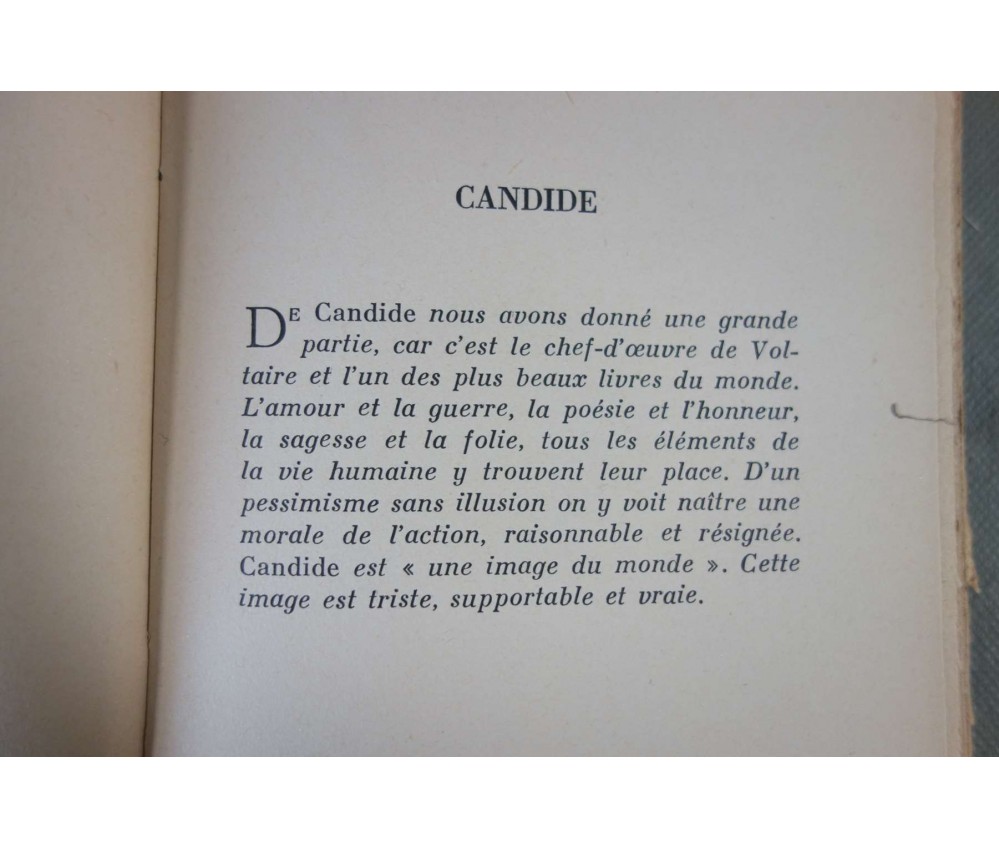 CANDIDE
DE Candide nous avons donné une grande
partie, car c'est le chef-d'œuvre de Vol-
taire et l'un des plus beaux livres du monde.
L'amour et la guerre, la poésie et l'honneur,
la sagesse et la folie, tous les éléments de
la vie humaine y trouvent leur place. D'un
pessimisme sans illusion on y voit naître une
morale de l'action, raisonnable et résignée.
Candide est « une image du monde ». Cette
image est triste, supportable et vraie.